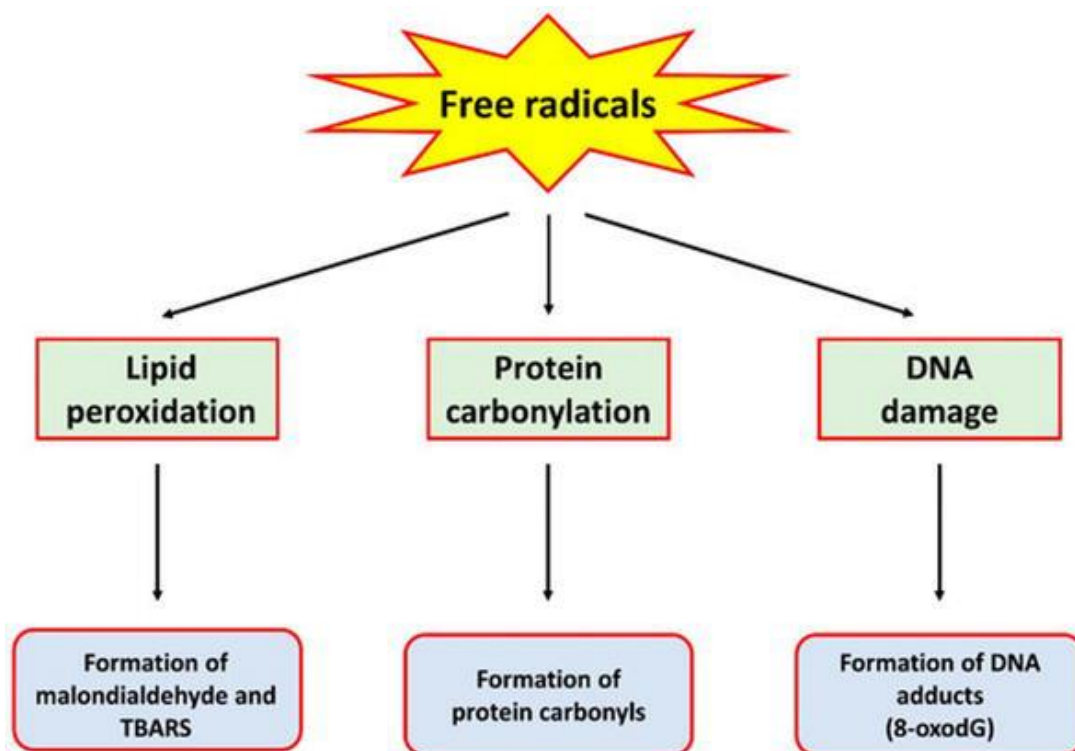 Free radicals
Lipid
peroxidation
Protein
carbonylation
DNA
damage
Formation of
malondialdehyde and
TBARS
Formation of
protein carbonyls
Formation of DNA
adducts
(8-oxodG)